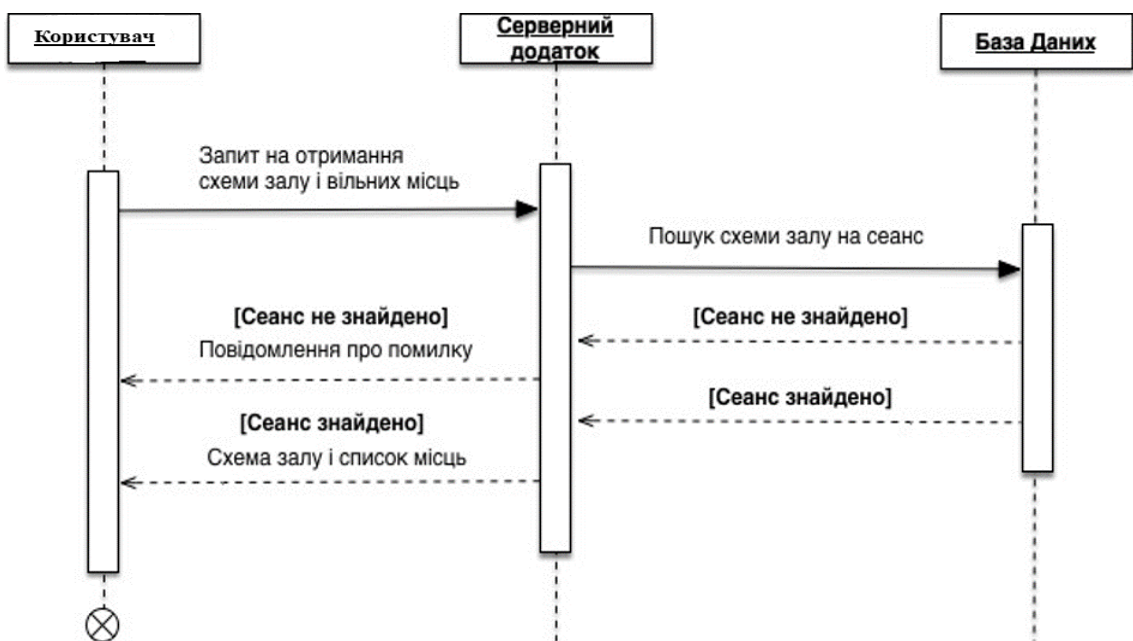 Користувач
Серверний
додаток
База Даних
Запит на отримання
схеми залу і вільних місць
Пошук схеми залу на сеанс
[Сеанс не знайдено]
[Сеанс не знайдено]
Повідомлення про помилку
[Сеанс знайдено]
[Сеанс знайдено]
Схема залу і список місць